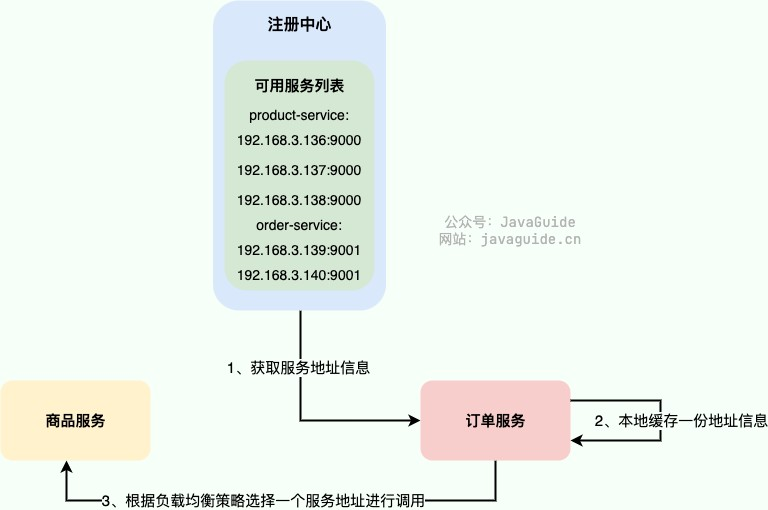 注册中心
可用服务列表
product-service:
192.168.3.136:9000
192.168.3.137:9000
192.168.3.138:9000
order-service:
192.168.3.139:9001
192.168.3.140:9001
公众号：JavaGuide
网站：javaguide.cn
1、获取服务地址信息
商品服务
订单服务
2、本地缓存一份地址信息
3、根据负载均衡策略选择一个服务地址进行调用